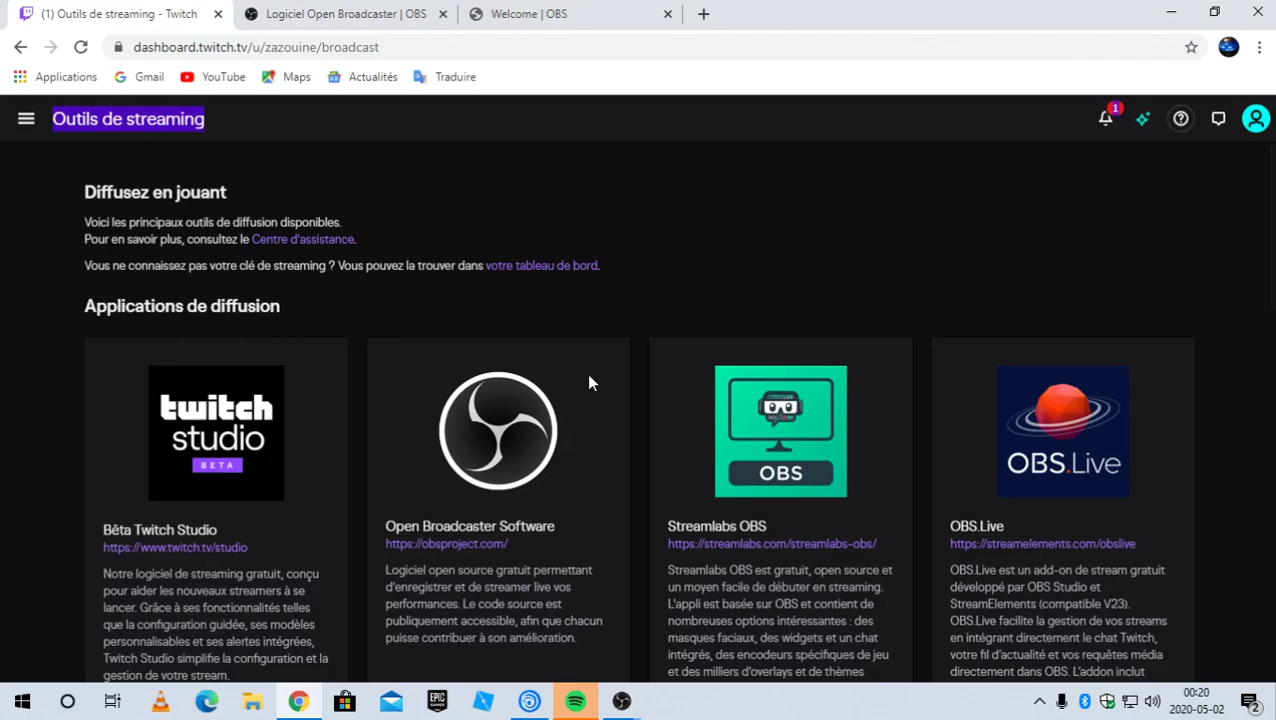 (1) Outils de streaming - Twitch
Logiciel Open Broadcaster | OBS
Welcome | OBS
dashboard.twitch.tv/u/zazouine/broadcast
Applications
Gmail
YouTube
Maps
Actualités
Traduire
Outils de streaming
1
Diffusez en jouant
Voici les principaux outils de diffusion disponibles.
Pour en savoir plus, consultez le Centre d'assistance.
Vous ne connaissez pas votre clé de streaming ? Vous pouvez la trouver dans votre tableau de bord.
Applications de diffusion
twitch
studio
BETA
Bêta Twitch Studio
https://www.twitch.tv/studio
Notre logiciel de streaming gratuit, conçu
pour aider les nouveaux streamers à se
lancer. Grâce à ses fonctionnalités telles
que la configuration guidée, ses modèles
personnalisables et ses alertes intégrées,
Twitch Studio simplifie la configuration et la
gestion de votre stream.
Open Broadcaster Software
https://obsproject.com/
Logiciel open source gratuit permettant
d'enregistrer et de streamer live vos
performances. Le code source est
publiquement accessible, afin que chacun
puisse contribuer à son amélioration.
OBS
Streamlabs OBS
https://streamlabs.com/streamlabs-obs/
Streamlabs OBS est gratuit, open source et
un moyen facile de débuter en streaming.
L'appli est basée sur OBS et contient de
nombreuses options intéressantes : des
masques faciaux, des widgets et un chat
intégrés, des encodeurs spécifiques de jeu
et des milliers d'overlays et de thèmes
OBS.Live
OBS.Live
https://streamelements.com/obslive
OBS.Live est un add-on de stream gratuit
développé par OBS Studio et
StreamElements (compatible V23).
OBS.Live facilite la gestion de vos streams
en intégrant directement le chat Twitch,
votre fil d'actualité et vos requêtes média
directement dans OBS. L'addon inclut
EPIC
GAMES
00:20
2020-05-02
2